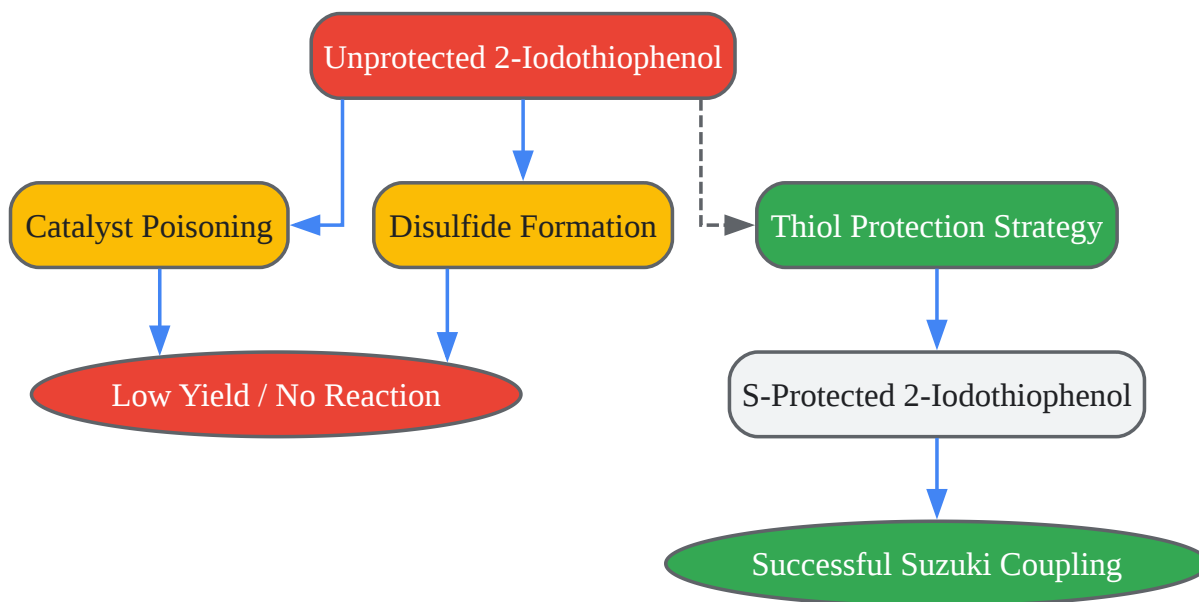 Unprotected 2-Iodothiophenol
Catalyst Poisoning
Disulfide Formation
Thiol Protection Strategy
Low Yield / No Reaction
S-Protected 2-Iodothiophenol
Successful Suzuki Coupling